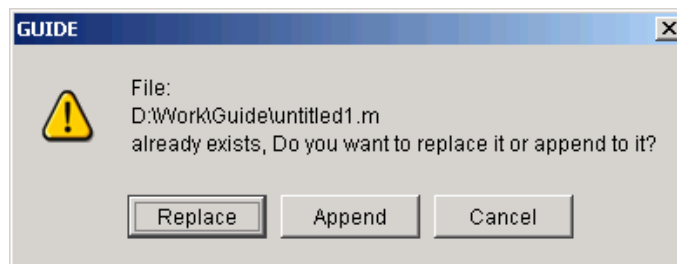 GUIDE
File:
D:\Work\Guide\untitled1.m
already exists, Do you want to replace it or append to it?
Replace Append Cancel